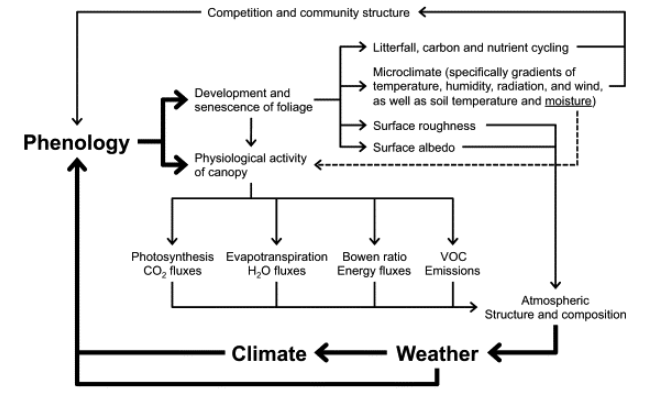 Competition and community structure
Litterfall, carbon and nutrient cycling
Microclimate (specifically gradients of
temperature, humidity, radiation, and wind,
as well as soil temperature and moisture)
Development and
senescence of foliage
Surface roughness
Phenology
Surface albedo
Physiological activity
of canopy
Photosynthesis
CO2 fluxes
Evapotranspiration
H2O fluxes
Bowen ratio
Energy fluxes
VOC
Emissions
Atmospheric
Structure and composition
Climate
Weather